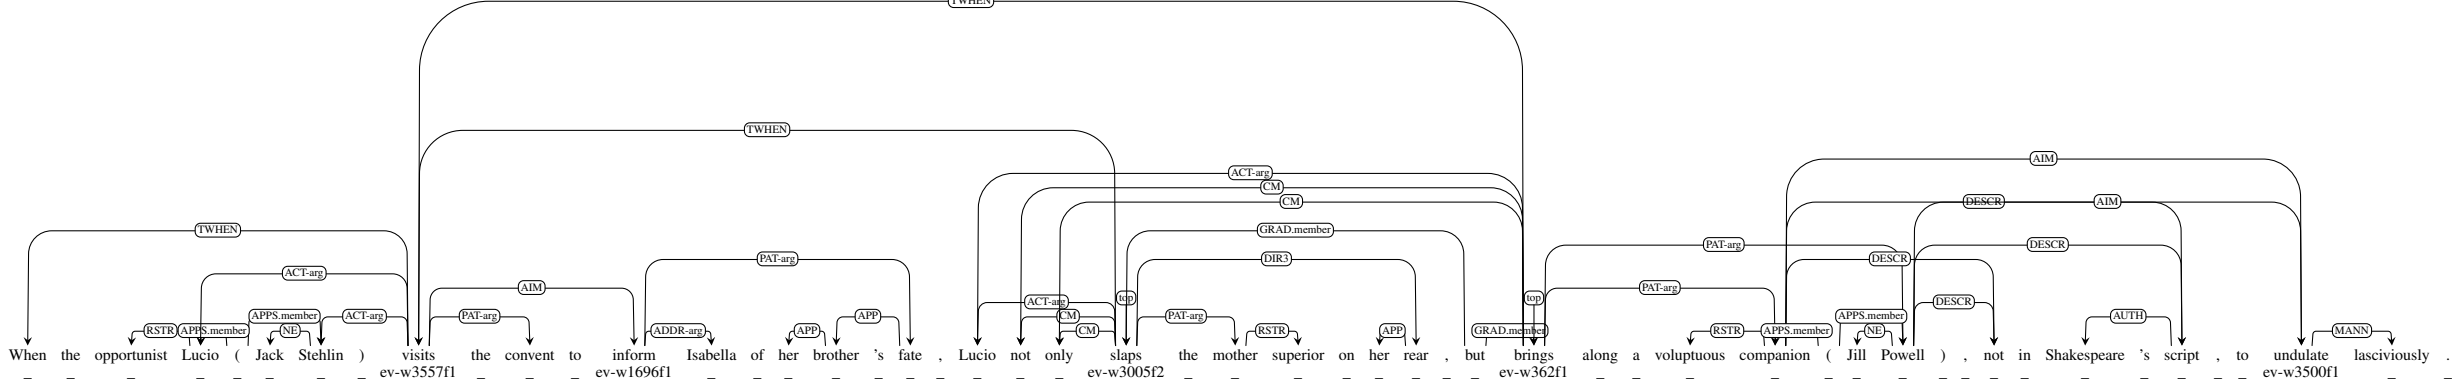 TWHEN
TWHEN
AIM
ACT-arg
CM
CM DESCR AIM
TWHEN GRAD.member
PAT-arg DESCR
PAT-arg DIR3 DESCR
ACT-arg
AIM PAT-arg
top top
ACT-arg DESCR
APPS.member ACT-arg PAT-arg APP CM PAT-arg APPS.member AUTH
RSTR APPS.member NE ADDR-arg APP CM RSTR APP GRAD.member RSTR APPS.member NE MANN
When the opportunist Lucio ( Jack Stehlin ) visits the convent to inform Isabella of her brother 's fate , Lucio not only slaps the mother superior on her rear , but brings along a voluptuous companion ( Jill Powell ) , not in Shakespeare 's script , to undulate lasciviously .
ev-w3557f1 ev-w1696f1 ev-w3005f2 ev-w362f1 ev-w3500f1